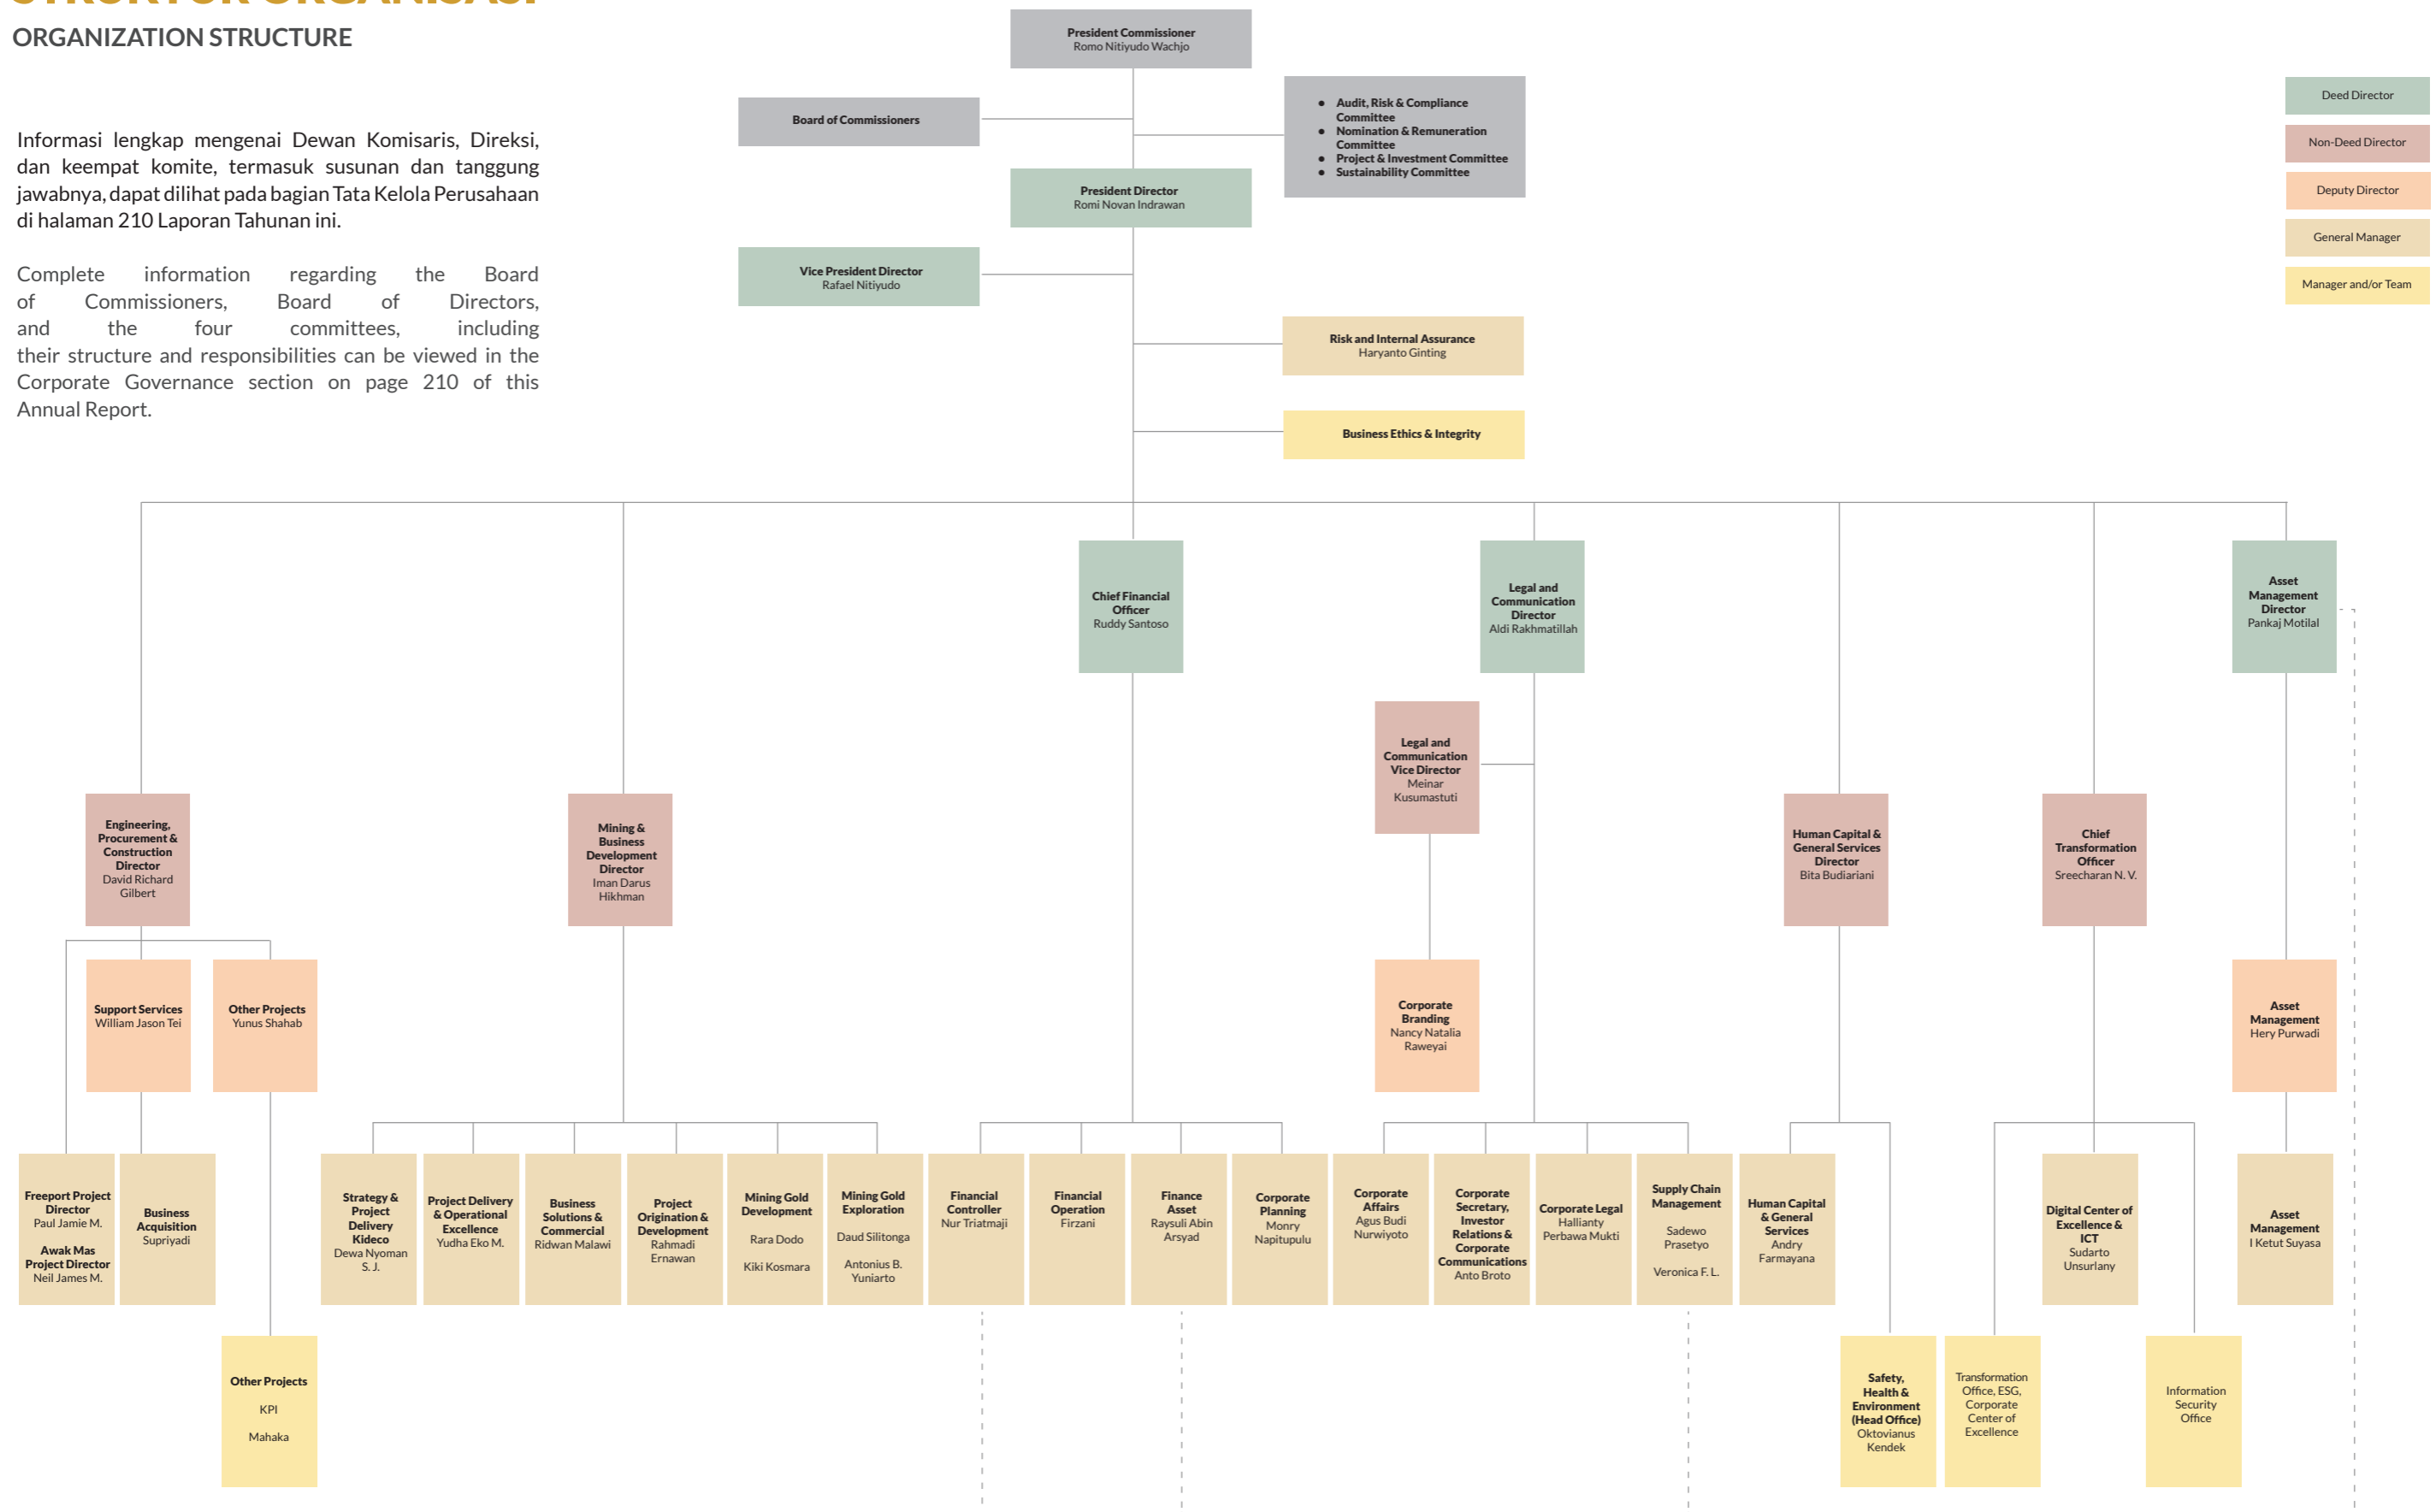 STRUKTUR ORGANISASI
ORGANIZATION STRUCTURE
Informasi lengkap mengenai Dewan Komisaris, Direksi,
dan keempat komite, termasuk susunan dan tanggung
jawabnya, dapat dilihat pada bagian Tata Kelola Perusahaan
di halaman 210 Laporan Tahunan ini.
Complete information regarding the Board
of Commissioners, Board of Directors,
and the four committees, including
their structure and responsibilities can be viewed in the
Corporate Governance section on page 210 of this
Annual Report.
President Commissioner
Romo Nitiyudo Wachjo
Board of Commissioners
● Audit, Risk & Compliance
Committee
● Nomination & Remuneration
Committee
● Project & Investment Committee
● Sustainability Committee
President Director
Romi Novan Indrawan
Vice President Director
Rafael Nitiyudo
Risk and Internal Assurance
Haryanto Ginting
Business Ethics & Integrity
Deed Director
Non-Deed Director
Deputy Director
General Manager
Manager and/or Team
Chief Financial
Officer
Ruddy Santoso
Legal and
Communication
Director
Aldi Rakhmatillah
Asset
Management
Director
Pankaj Motilal
Legal and
Communication
Vice Director
Meinar
Kusumastuti
Engineering,
Procurement &
Construction
Director
David Richard
Gilbert
Mining &
Business
Development
Director
Iman Darus
Hikhman
Human Capital &
General Services
Director
Bita Budiariani
Chief
Transformation
Officer
Sreecharan N. V.
Support Services
William Jason Tei
Other Projects
Yunus Shahab
Corporate
Branding
Nancy Natalia
Raweyai
Asset
Management
Hery Purwadi
Freeport Project
Director
Paul Jamie M.
Awak Mas
Project Director
Neil James M.
Business
Acquisition
Supriyadi
Strategy &
Project
Delivery
Kideco
Dewa Nyoman
S. J.
Project Delivery
& Operational
Excellence
Yudha Eko M.
Business
Solutions &
Commercial
Ridwan Malawi
Project
Origination &
Development
Rahmadi
Ernawan
Mining Gold
Development
Rara Dodo
Kiki Kosmara
Mining Gold
Exploration
Daud Silitonga
Antonius B.
Yuniarto
Financial
Controller
Nur Triatmaji
Financial
Operation
Firzani
Finance
Asset
Raysuli Abin
Arsyad
Corporate
Planning
Monry
Napitupulu
Corporate
Affairs
Agus Budi
Nurwiyoto
Corporate
Secretary,
Investor
Relations &
Corporate
Communications
Anto Broto
Corporate Legal
Hallianty
Perbawa Mukti
Supply Chain
Management
Sadewo
Prasetyo
Veronica F. L.
Human Capital
& General
Services
Andry
Farmayana
Digital Center of
Excellence &
ICT
Sudarto
Unsurlany
Asset
Management
I Ketut Suyasa
Other Projects
KPI
Mahaka
Safety,
Health &
Environment
(Head Office)
Oktovianus
Kendek
Transformation
Office, ESG,
Corporate
Center of
Excellence
Information
Security
Office